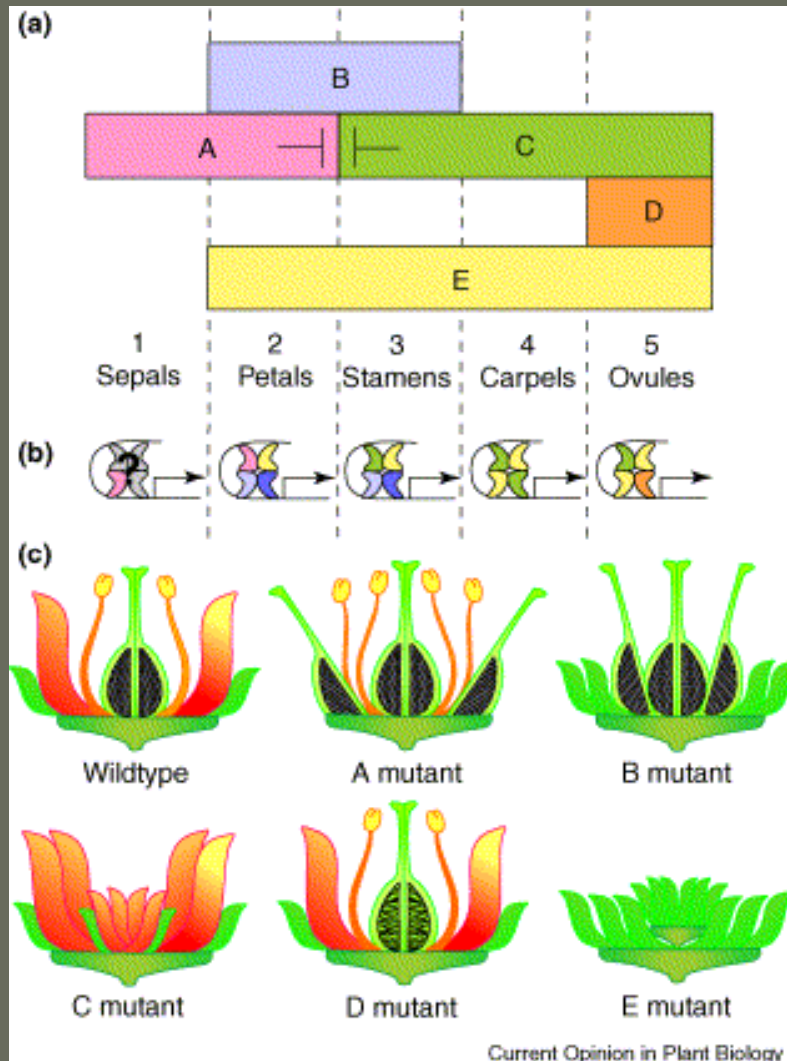 (a)
B
A C
D
E
1 2 3 4 5
Sepals Petals Stamens Carpels Ovules
(b)
?
(c)
Wildtype A mutant B mutant
C mutant D mutant E mutant
Current Opinion in Plant Biology